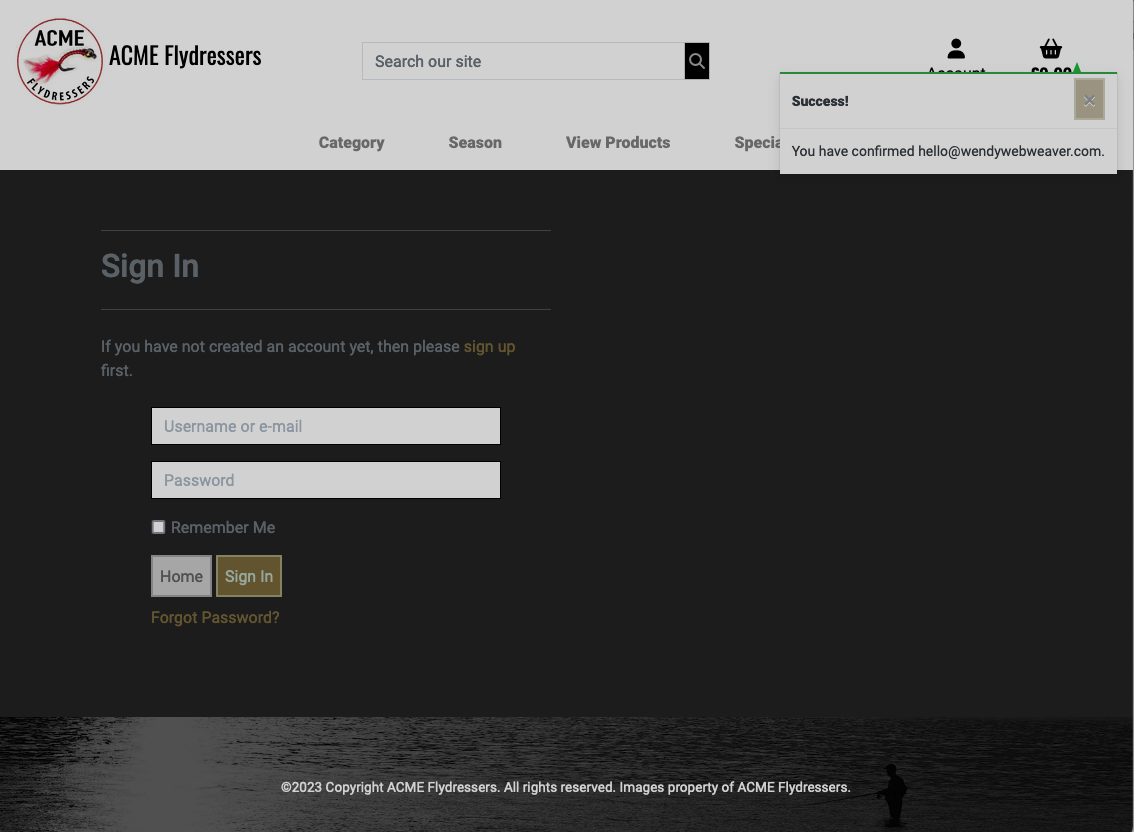 ACME
FLYDRESSERS
ACME Flydressers
Search our site
Account
£0.00
Category
Season
View Products
Success!
×
You have confirmed hello@wendywebweaver.com.
Sign In
If you have not created an account yet, then please sign up
first.
Username or e-mail
Password
Remember Me
Home
Sign In
Forgot Password?
©2023 Copyright ACME Flydressers. All rights reserved. Images property of ACME Flydressers.